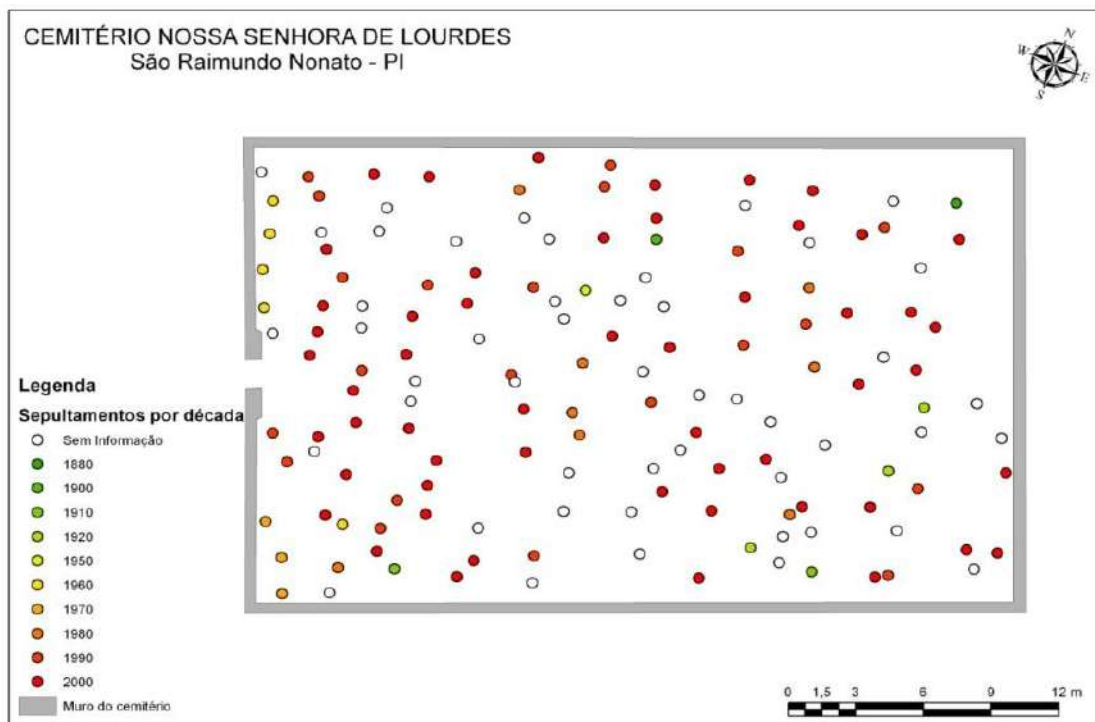 CEMITÉRIO NOSSA SENHORA DE LOURDES
São Raimundo Nonato - PI
N
W
E
S
Legenda
Sepultamentos por década
Sem Informação
1880
1900
1910
1920
1950
1960
1970
1980
1990
2000
Muro do cemitério
0 1,5 3 6 9 12 m